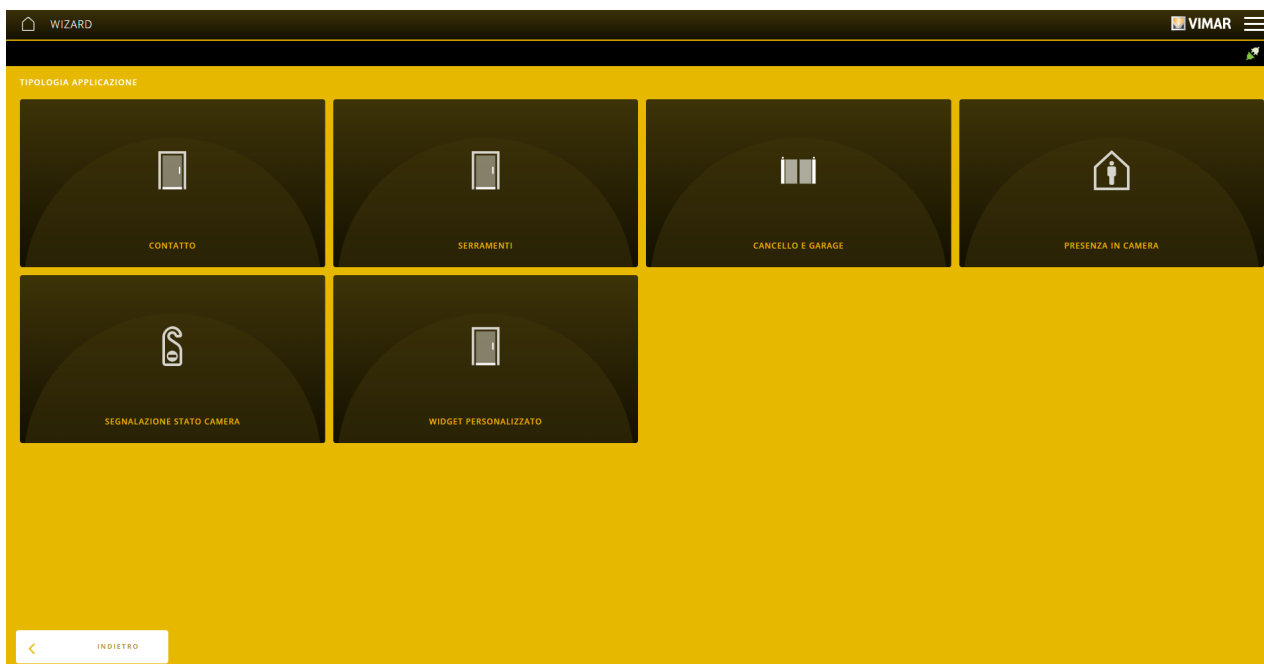 WIZARD
VIMAR
TIPOLOGIA APPLICAZIONE
CONTATTO
SERRAMENTI
CANCELLO E GARAGE
PRESENZA IN CAMERA
SEGNALAZIONE STATO CAMERA
WIDGET PERSONALIZZATO
INDIETRO